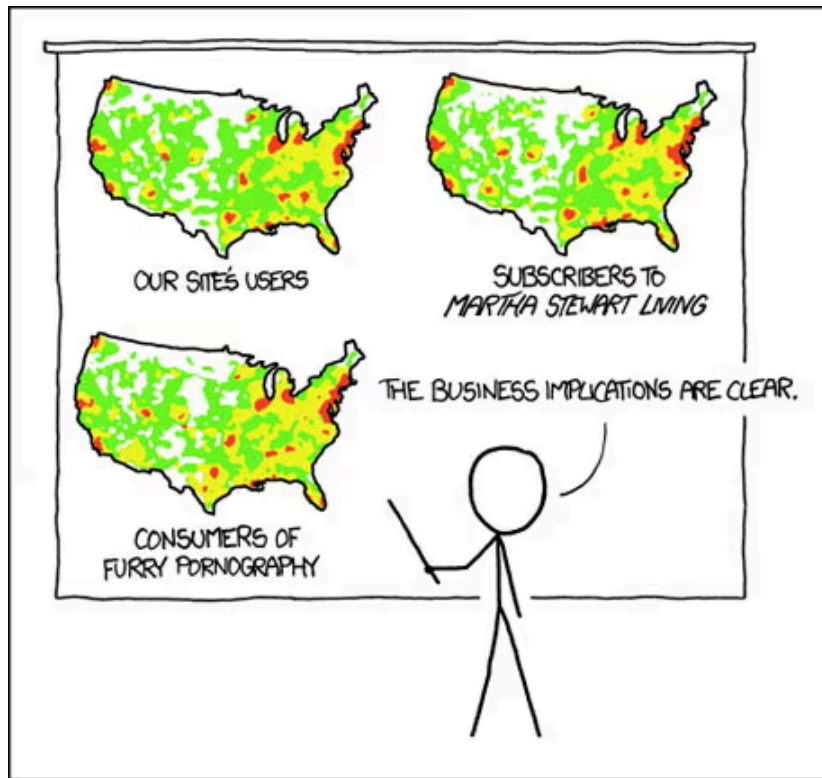 OUR SITE'S USERS
SUBSCRIBERS TO
MARTHA STEWART LIVING
CONSUMERS OF
FURRY PORNOGRAPHY
THE BUSINESS IMPLICATIONS ARE CLEAR.